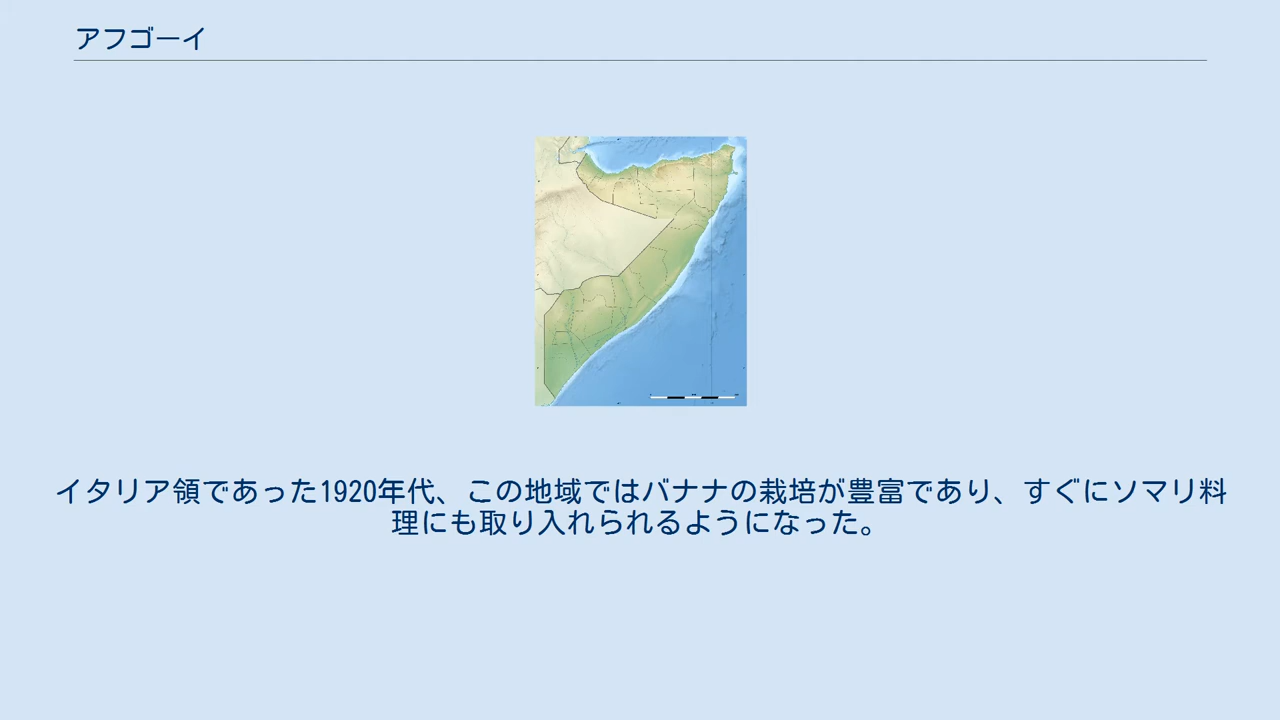 アフゴーイ
イタリア領であった1920年代、この地域ではバナナの栽培が豊富であり、すぐにソマリ料
理にも取り入れられるようになった。